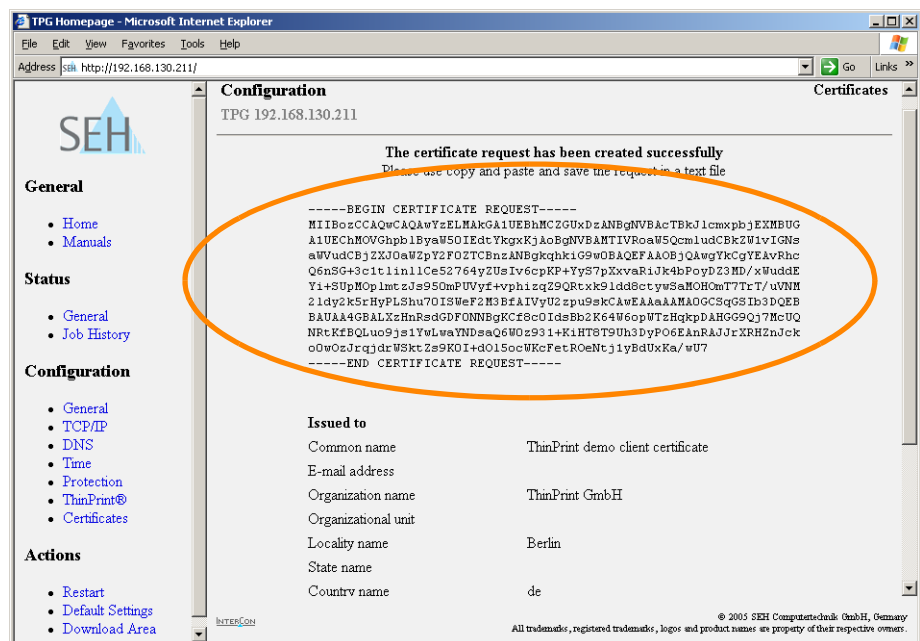 TPG Homepage - Microsoft Internet Explorer
File Edit View Favorites Tools Help
Address http://192.168.130.211/ Go Links »
SEH
General
• Home
• Manuals
Status
• General
• Job History
Configuration
• General
• TCP/IP
• DNS
• Time
• Protection
• ThinPrint®
• Certificates
Actions
• Restart
• Default Settings
• Download Area
Configuration Certificates
TPG 192.168.130.211
The certificate request has been created successfully
Please use copy and paste and save the request in a text file
-----BEGIN CERTIFICATE REQUEST-----
MIIBozCCAQwCAQAwYzELMAkGA1UEBhMCZGUxDzANBgNVBAcTBkJlcmxpbjEXMBUG
A1UEChMOVGhpblByaW50IEdtYkgxKjAoBgNVBAMTIVRoaW5QcmludCBkZW1vIGNs
aWVudCBjZXJ0aWZpY2F0ZTCBnzANBgkqhkiG9w0BAQEFAAOBjQAwgYkCgYEAvRhc
Q6nSG+3c1tlinllCe52764yZUsIv6cpKP+YyS7pXxvaRiJk4bPoyDZ3MD/xWuddE
Yi+SUpMOplmtzJs950mPUVyf+vphizqZ9QRtxk9ldd8ctywSaMOHOmT7TrT/uVNM
2ldy2k5rHyPLShu70ISWeF2M3BfAIVyU2zpu9skCAwEAAaAAMA0GCSqGSIb3DQEB
BAUAA4GBALXzHnRsdGDFONNBgKCf8cOIdsBb2K64W6opWTzHqkpDAHGG9Qj7McUQ
NRtKfBQLuo9js1YwLwaYNDsaQ6W0z931+KiHT8T9Uh3DyPO6EAnRAJJrXRHZnJck
oOwOzJrqjdrWSktZs9KOI+dO15ocWKcFetROeNtj1yBdUxKa/wU7
-----END CERTIFICATE REQUEST-----
Issued to
Common name ThinPrint demo client certificate
E-mail address
Organization name ThinPrint GmbH
Organizational unit
Locality name Berlin
State name
Country name de
INTERCON
© 2005 SEH Computertechnik GmbH, Germany
All trademarks, registered trademarks, logos and product names are property of their respective owners.